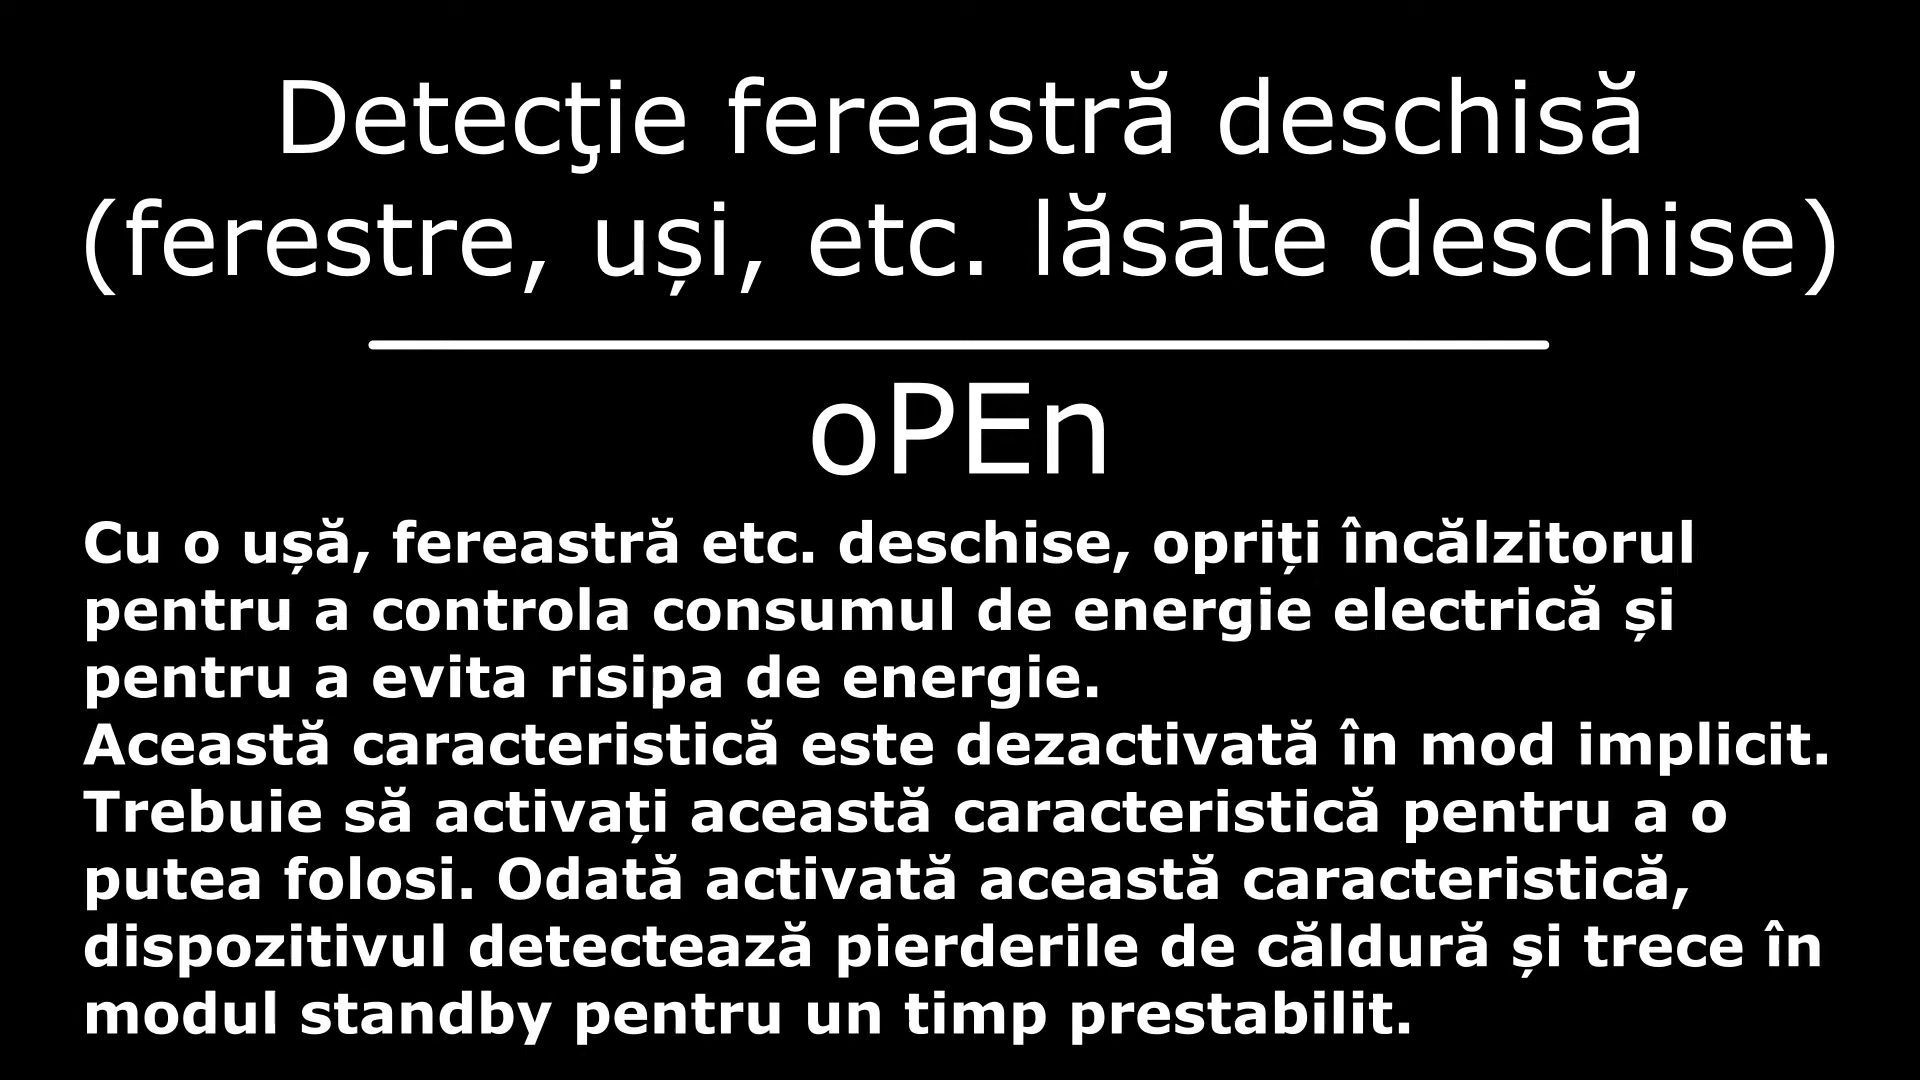 Detecţie fereastră deschisă
(ferestre, uși, etc. lăsate deschise)
oPEn
Cu o ușă, fereastră etc. deschise, opriți încălzitorul
pentru a controla consumul de energie electrică și
pentru a evita risipa de energie.
Această caracteristică este dezactivată în mod implicit.
Trebuie să activați această caracteristică pentru a o
putea folosi. Odată activată această caracteristică,
dispozitivul detectează pierderile de căldură și trece în
modul standby pentru un timp prestabilit.